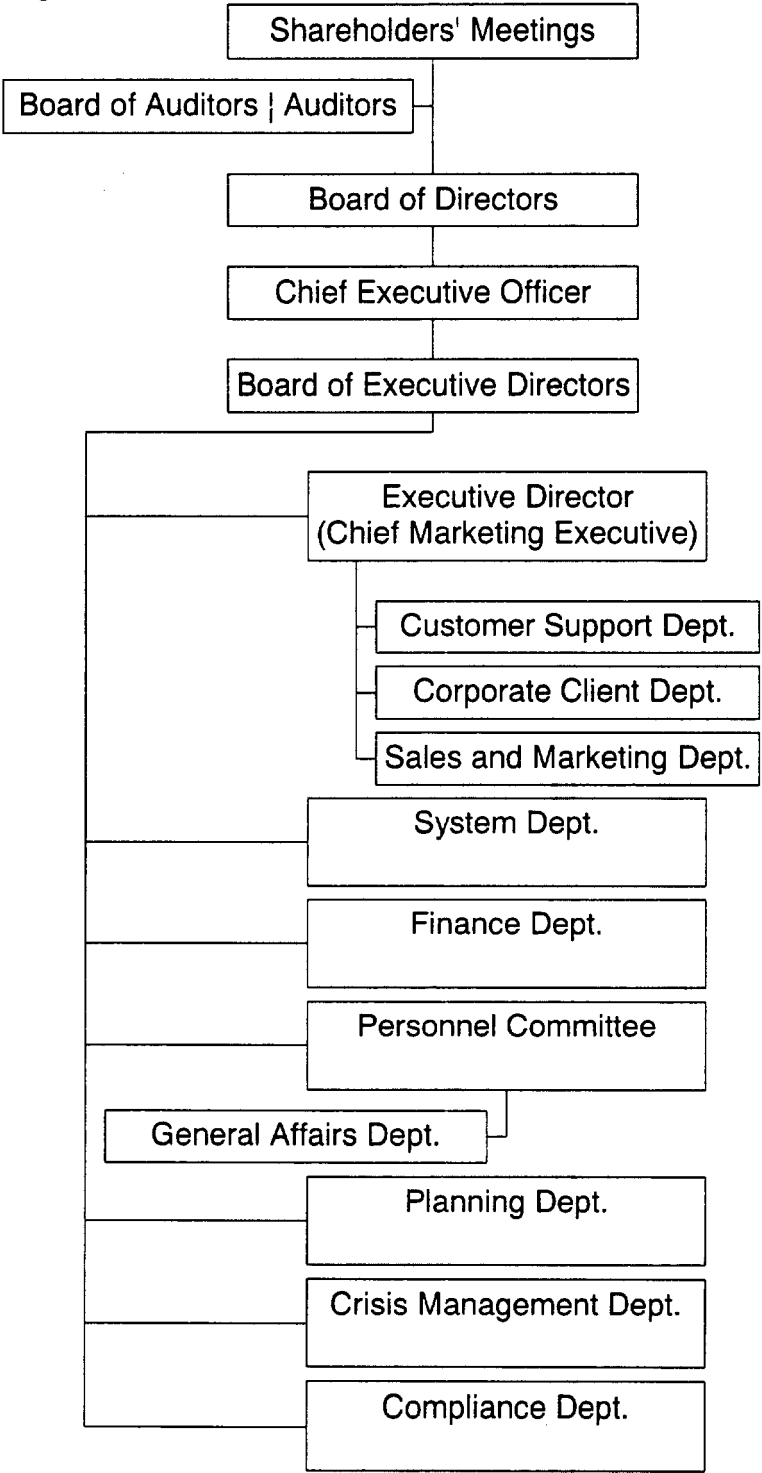 Shareholders' Meetings
Board of Auditors | Auditors
Board of Directors
Chief Executive Officer
Board of Executive Directors
Executive Director
(Chief Marketing Executive)
Customer Support Dept.
Corporate Client Dept.
Sales and Marketing Dept.
System Dept.
Finance Dept.
Personnel Committee
General Affairs Dept.
Planning Dept.
Crisis Management Dept.
Compliance Dept.